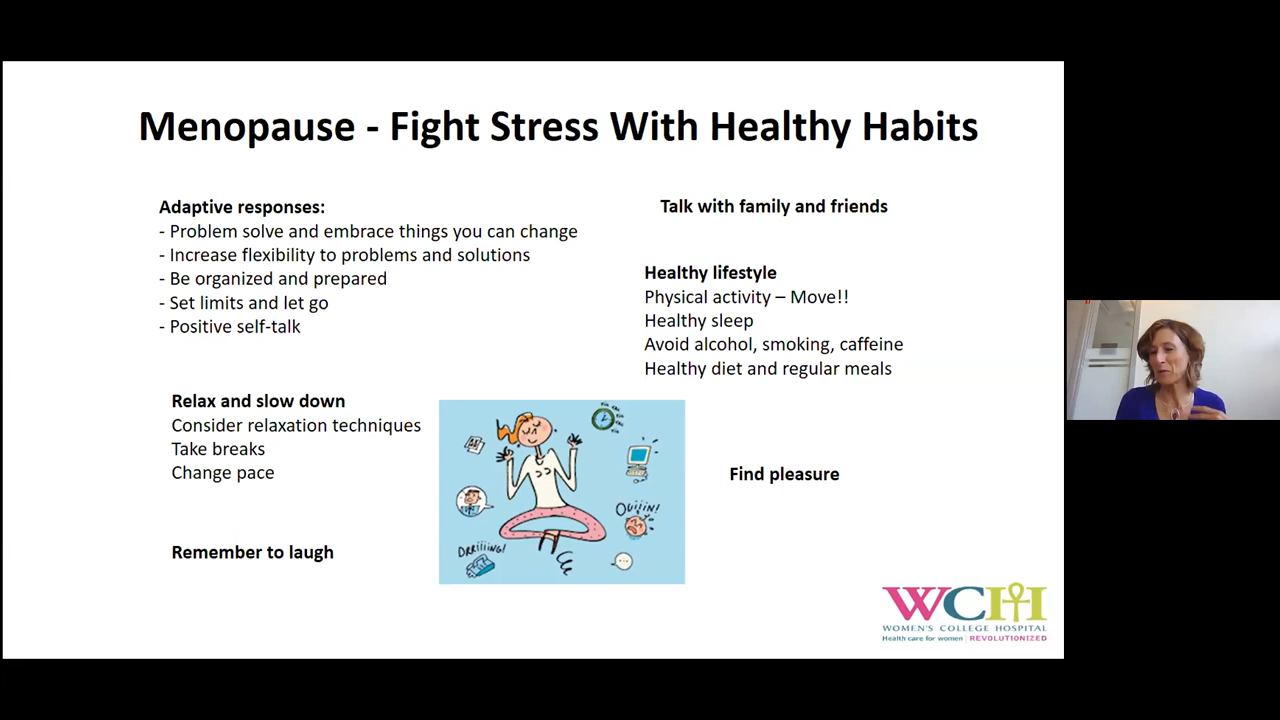 Menopause - Fight Stress With Healthy Habits
Adaptive responses:
- Problem solve and embrace things you can change
- Increase flexibility to problems and solutions
- Be organized and prepared
- Set limits and let go
- Positive self-talk
Relax and slow down
Consider relaxation techniques
Take breaks
Change pace
Remember to laugh
Talk with family and friends
Healthy lifestyle
Physical activity – Move!!
Healthy sleep
Avoid alcohol, smoking, caffeine
Healthy diet and regular meals
Find pleasure
OUIIIN!
DRRIIIING!
WCH
WOMEN'S COLLEGE HOSPITAL
Health care for women | REVOLUTIONIZED